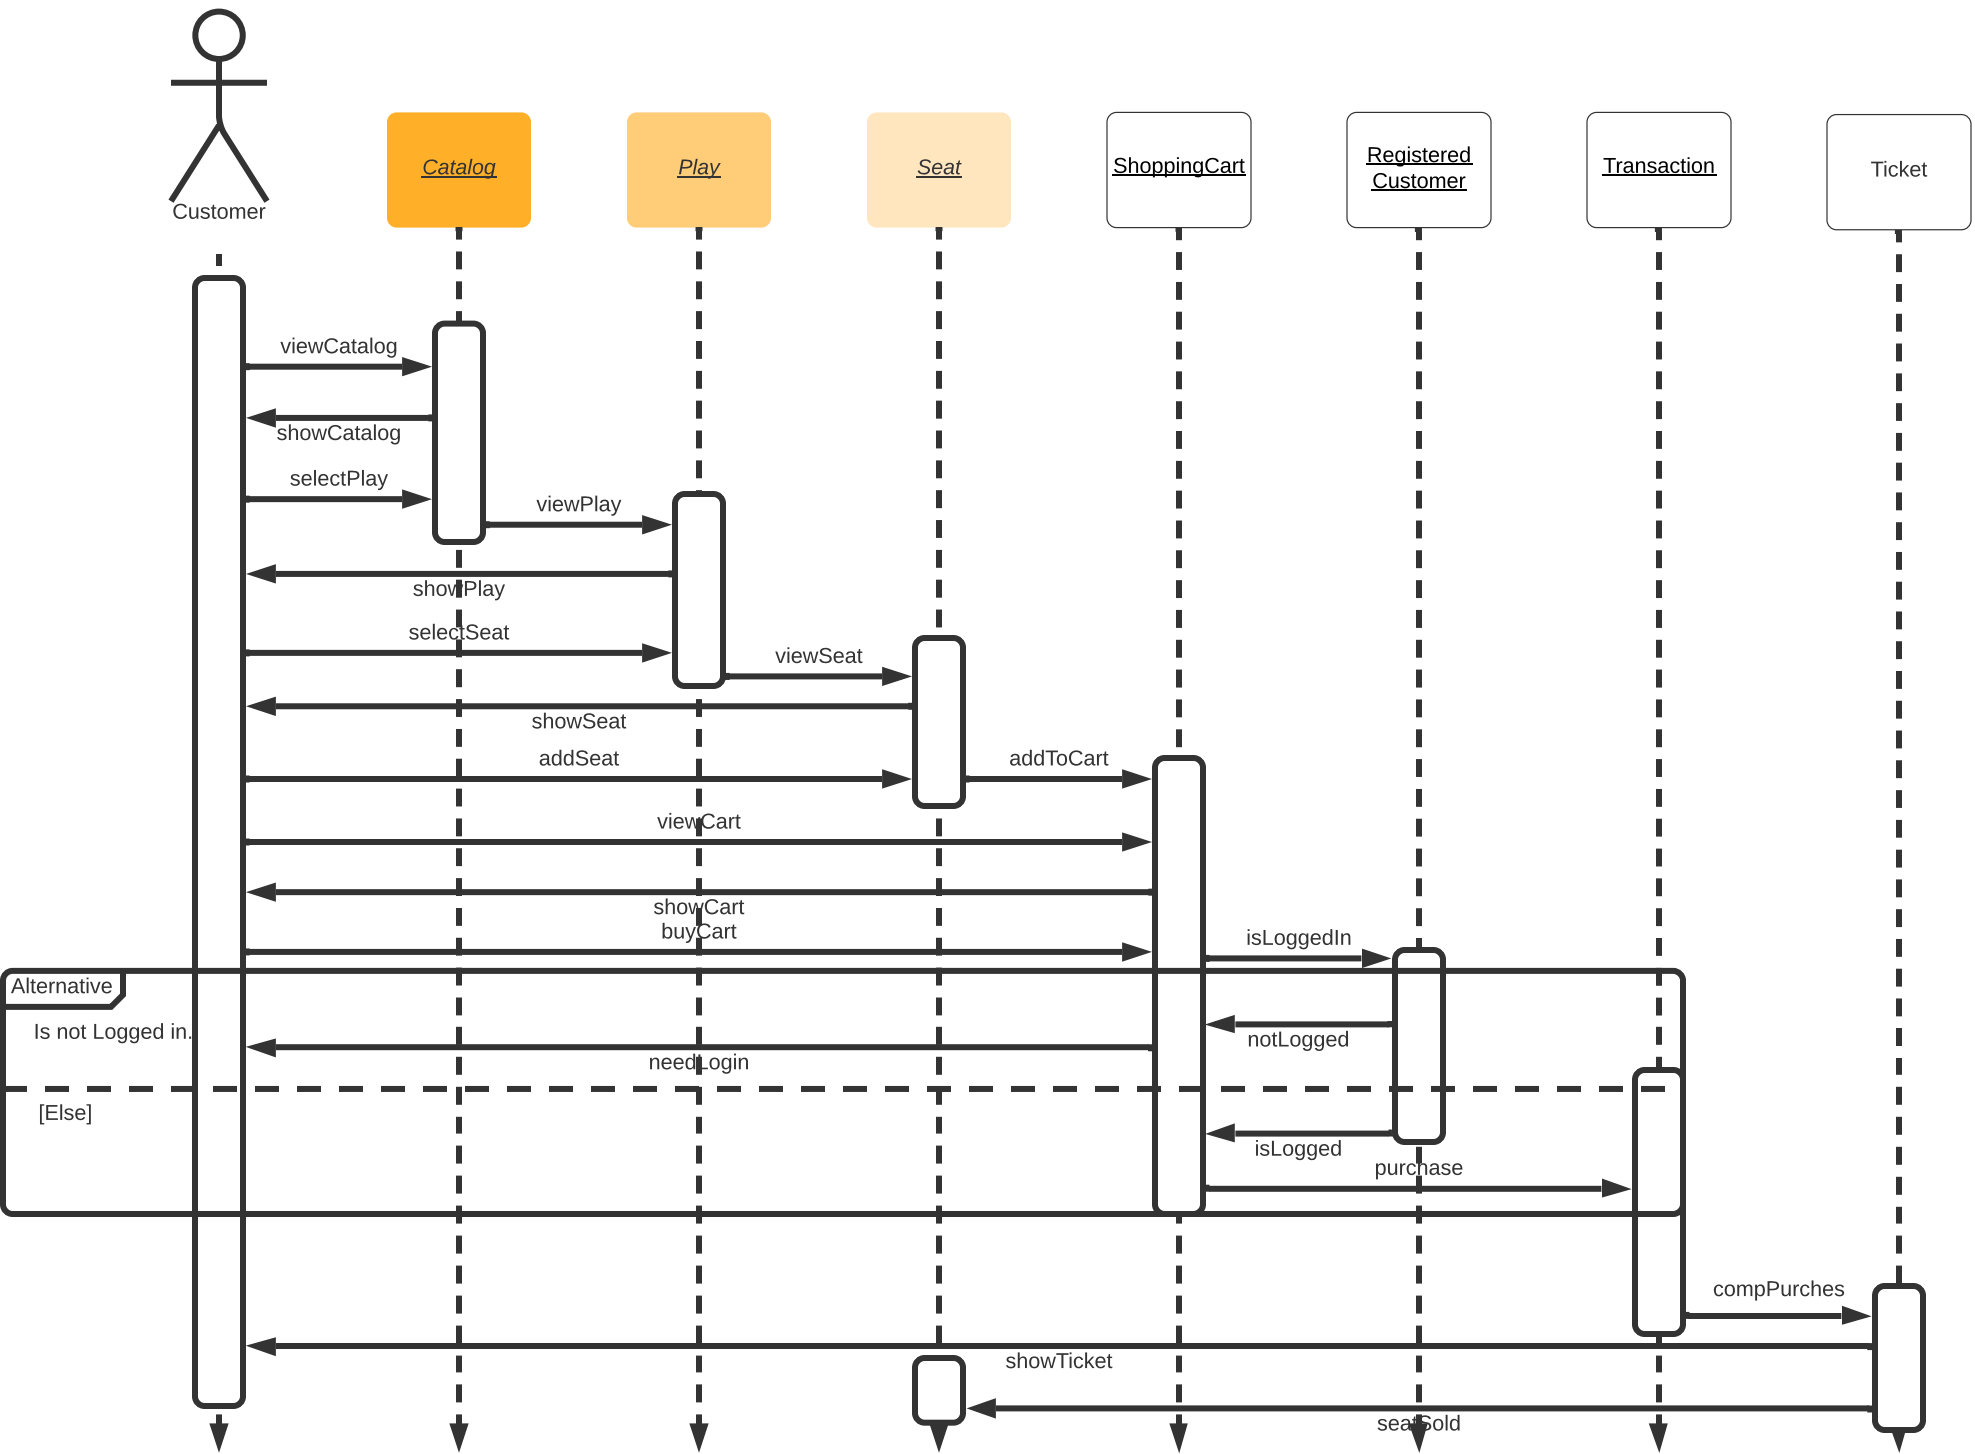 Customer
Catalog
Play
Seat
ShoppingCart
Registered
Customer
Transaction
Ticket
viewCatalog
showCatalog
selectPlay
viewPlay
showPlay
selectSeat
viewSeat
showSeat
addSeat
addToCart
viewCart
showCart
buyCart
isLoggedIn
Alternative
Is not Logged in.
notLogged
needLogin
[Else]
isLogged
purchase
compPurches
showTicket
seatSold